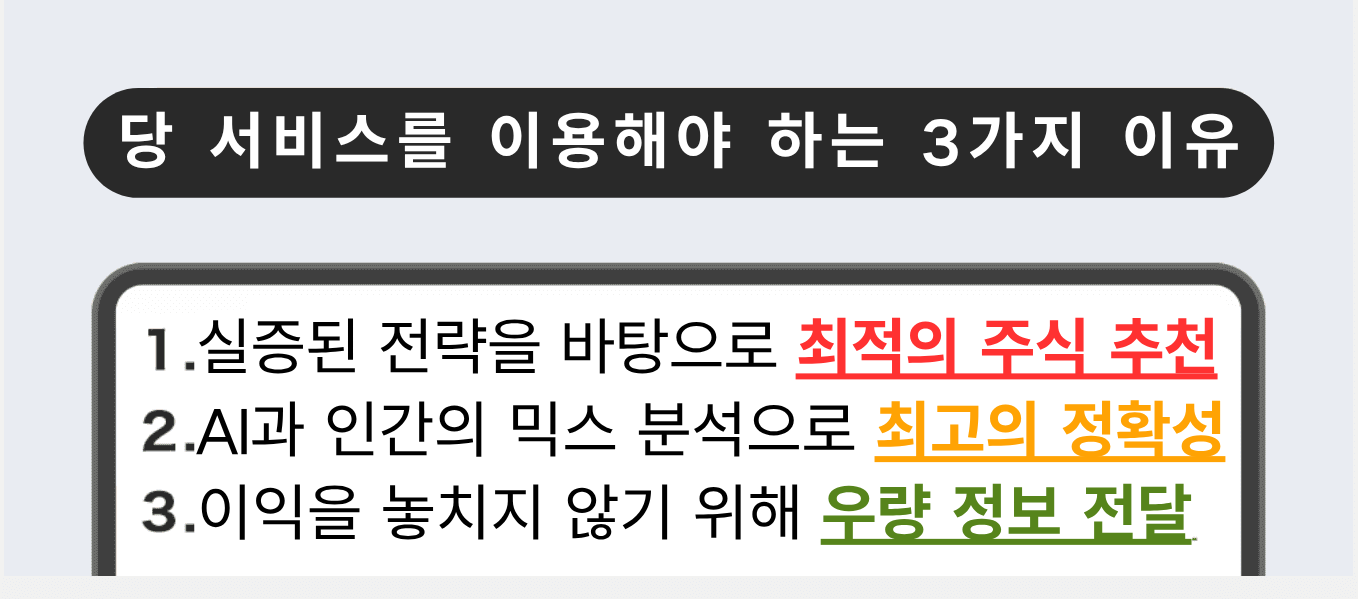 당 서비스를 이용해야 하는 3가지 이유
1.실증된 전략을 바탕으로 최적의 주식 추천
2.AI과 인간의 믹스 분석으로 최고의 정확성
3.이익을 놓치지 않기 위해 우량 정보 전달